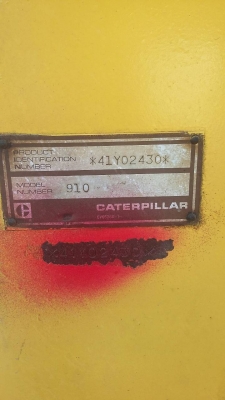 PRODUCT
IDENTIFICATION *41Y02430*
NUMBER
MODEL
NUMBER 910
CATERPILLAR